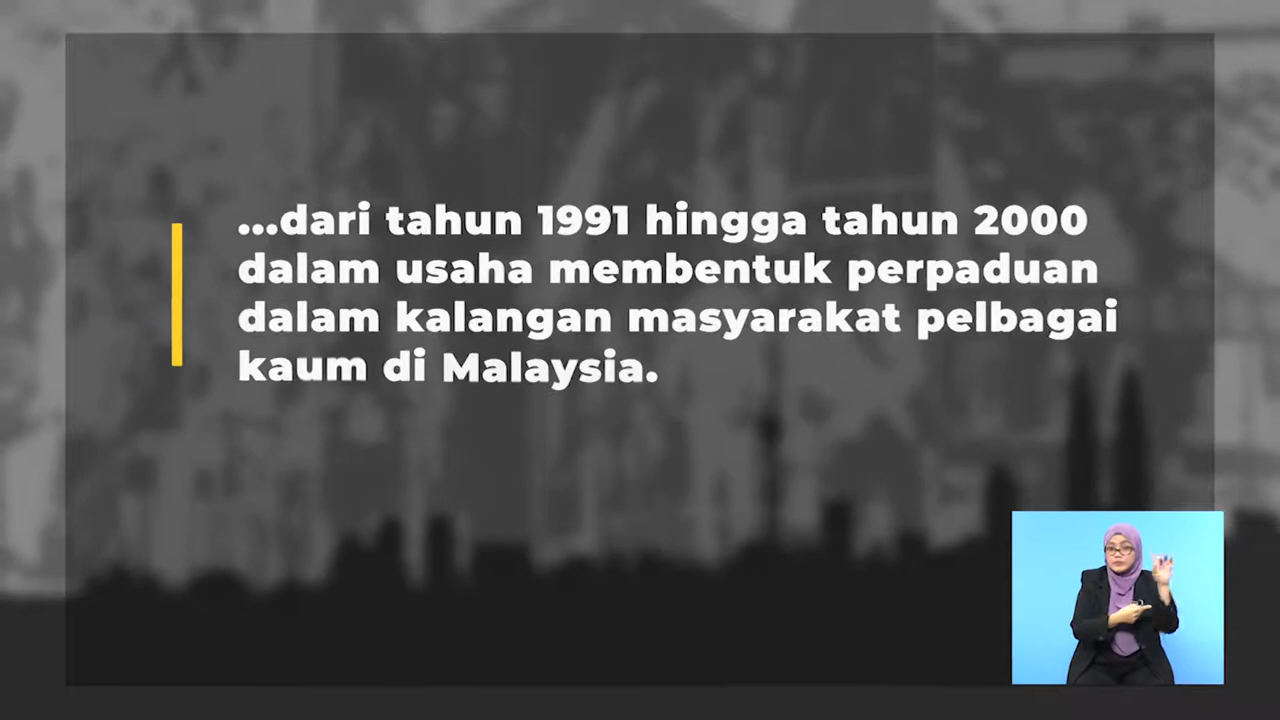 ...dari tahun 1991 hingga tahun 2000
dalam usaha membentuk perpaduan
dalam kalangan masyarakat pelbagai
kaum di Malaysia.